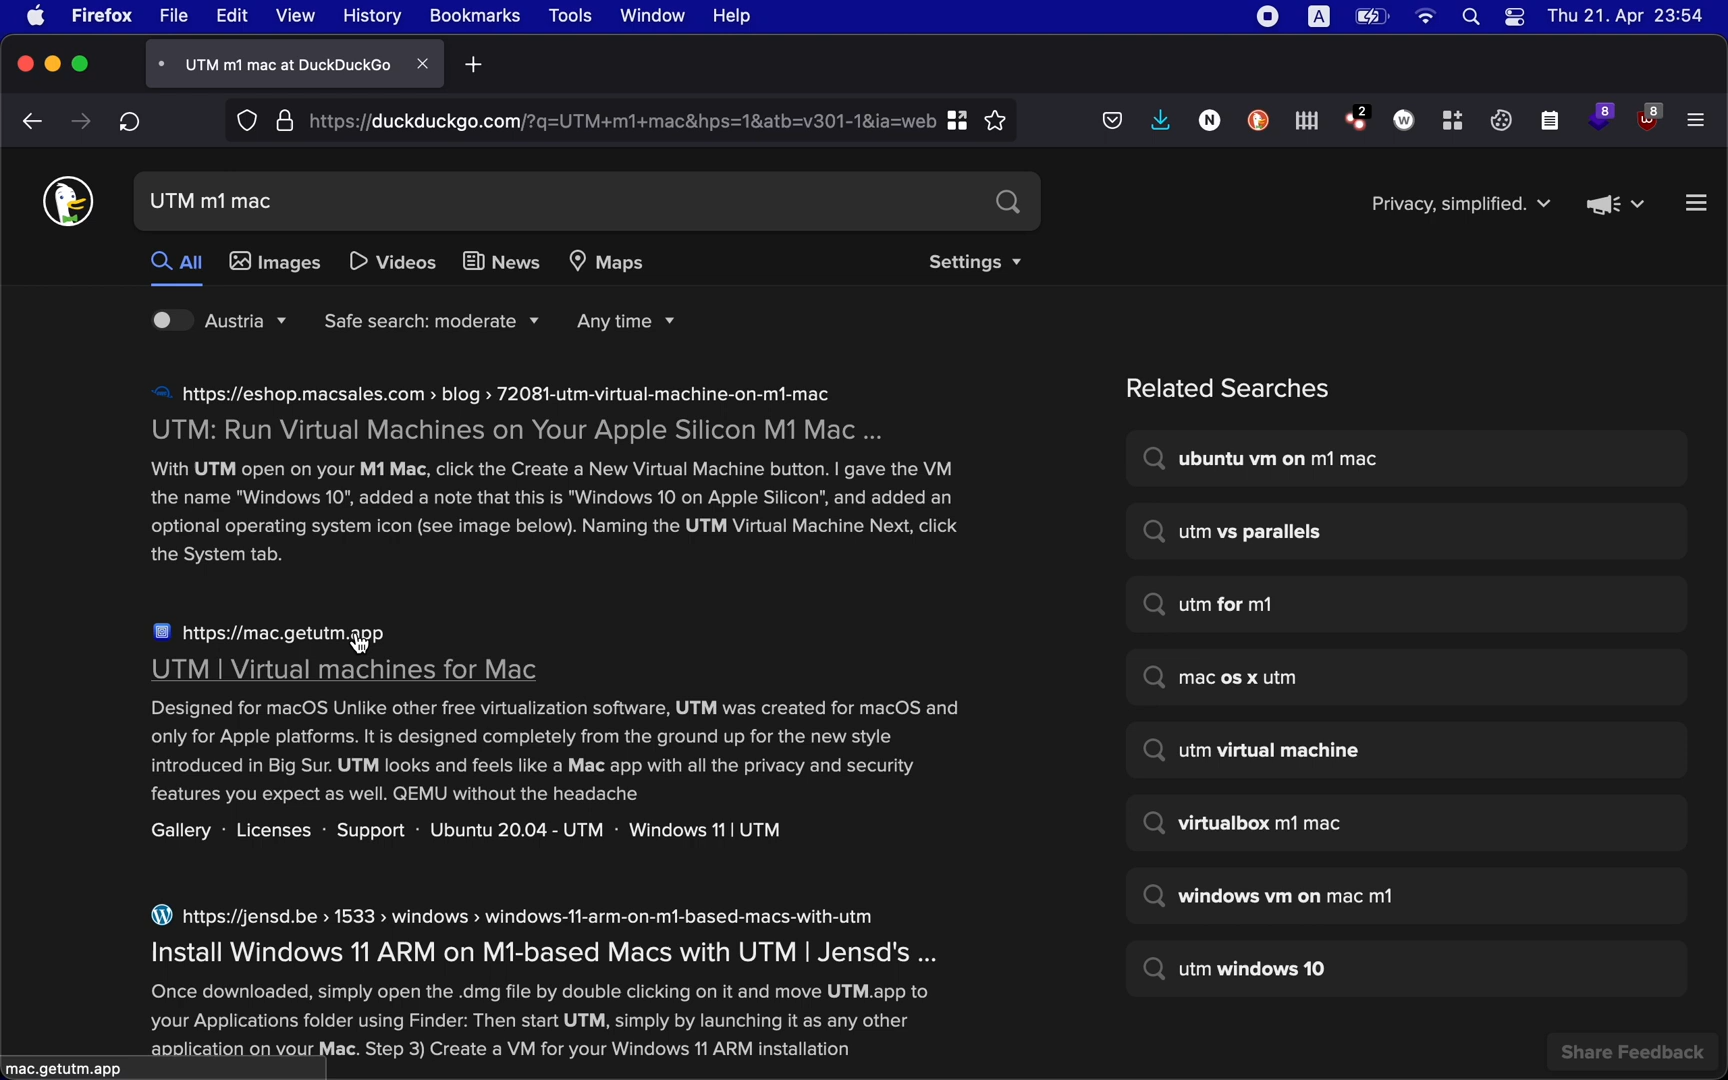 Firefox File Edit View History Bookmarks Tools Window Help A Thu 21. Apr 23:54
UTM m1 mac at DuckDuckGo
https://duckduckgo.com/?q=UTM+m1+mac&hps=1&atb=v301-1&ia=web N 2 W 8 8
UTM m1 mac
Privacy, simplified.
All Images Videos News Maps Settings
Austria Safe search: moderate Any time
https://eshop.macsales.com › blog › 72081-utm-virtual-machine-on-m1-mac
UTM: Run Virtual Machines on Your Apple Silicon M1 Mac ...
With UTM open on your M1 Mac, click the Create a New Virtual Machine button. I gave the VM
the name "Windows 10", added a note that this is "Windows 10 on Apple Silicon", and added an
optional operating system icon (see image below). Naming the UTM Virtual Machine Next, click
the System tab.
https://mac.getutm.app
UTM | Virtual machines for Mac
Designed for macOS Unlike other free virtualization software, UTM was created for macOS and
only for Apple platforms. It is designed completely from the ground up for the new style
introduced in Big Sur. UTM looks and feels like a Mac app with all the privacy and security
features you expect as well. QEMU without the headache
Gallery · Licenses · Support · Ubuntu 20.04 - UTM · Windows 11 | UTM
https://jensd.be › 1533 › windows › windows-11-arm-on-m1-based-macs-with-utm
Install Windows 11 ARM on M1-based Macs with UTM | Jensd's ...
Once downloaded, simply open the .dmg file by double clicking on it and move UTM.app to
your Applications folder using Finder: Then start UTM, simply by launching it as any other
application on your Mac. Step 3) Create a VM for your Windows 11 ARM installation
Related Searches
ubuntu vm on m1 mac
utm vs parallels
utm for m1
mac os x utm
utm virtual machine
virtualbox m1 mac
windows vm on mac m1
utm windows 10
Share Feedback
mac.getutm.app